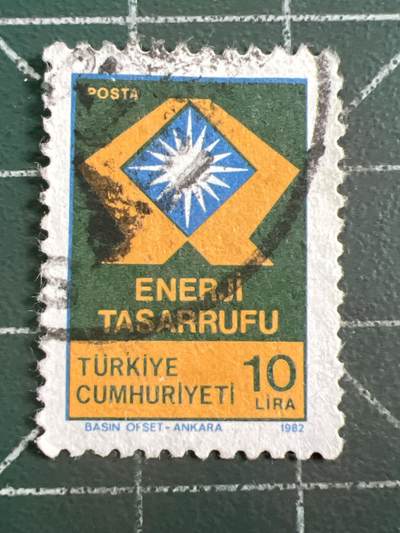 POSTA
ENERJİ
TASARRUFU
TÜRKİYE
CUMHURİYETİ
10
LİRA
BASIN OFSET - ANKARA 1982